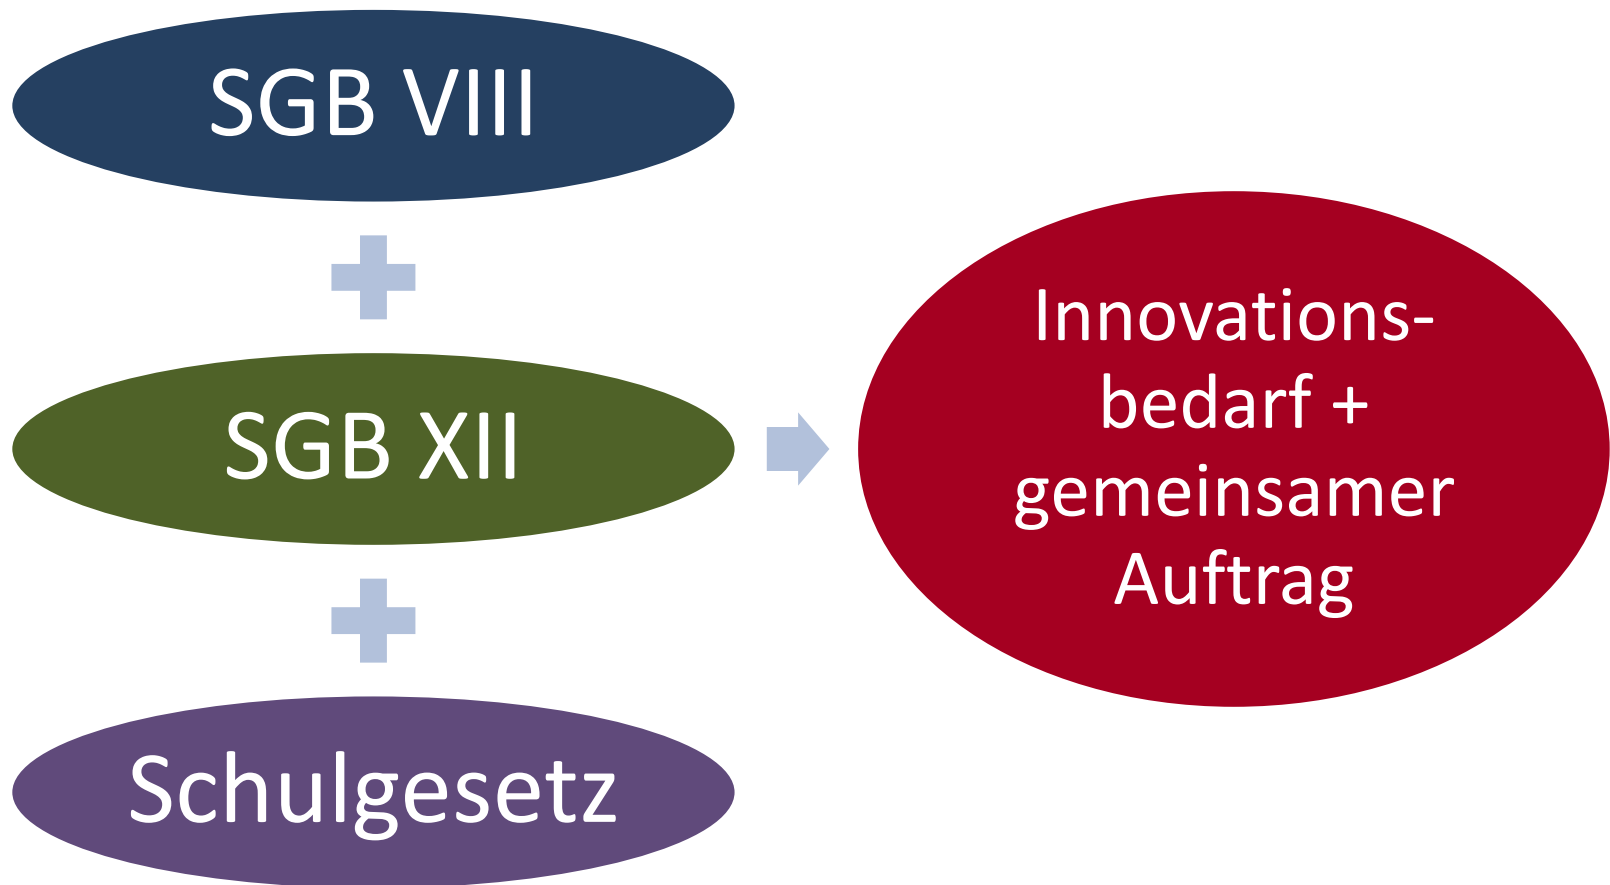 SGB VIII
SGB XII
Schulgesetz
Innovations-
bedarf +
gemeinsamer
Auftrag